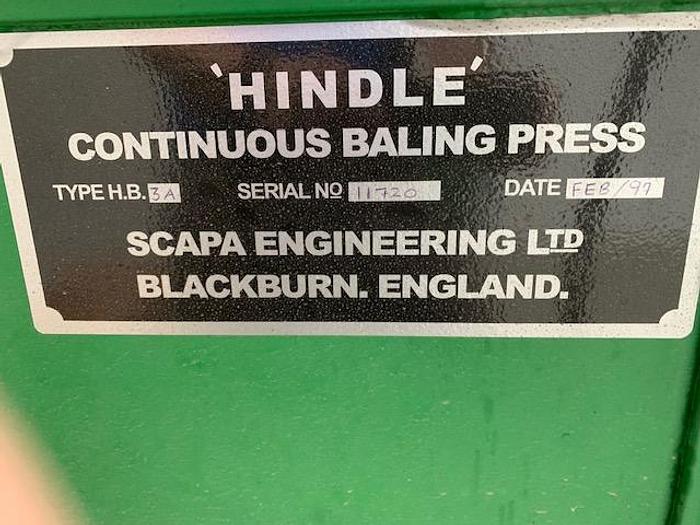 'HINDLE'
CONTINUOUS BALING PRESS
TYPE H.B. 3A SERIAL Nº 11720 DATE FEB/97
SCAPA ENGINEERING LTD
BLACKBURN. ENGLAND.